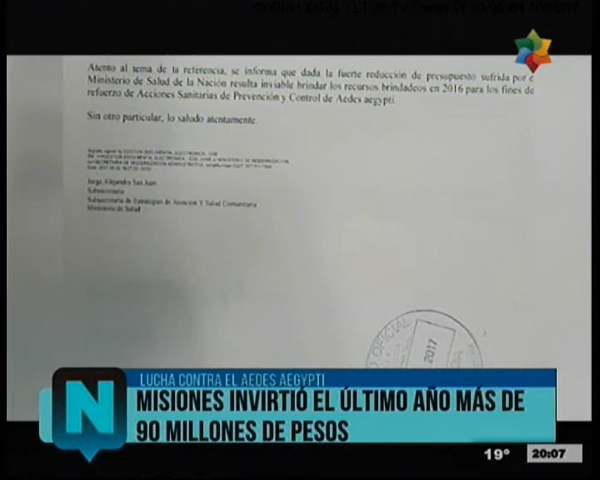 Atento al tema de la referencia, se informa que dada la fuerte reducción de presupuesto sufrida por e
Ministerio de Salud de la Nación resulta inviable brindar los recursos brindadeos en 2016 para los fines de
refuerzo de Acciones Sanitarias de Prevención y Control de Aedes aegypti.
Sin otro particular, lo saludo atentamente.
Jorge Alejandro San Juan
Subsecretario
Subsecretaría de Estrategias de Atención Y Salud Comunitaria
Ministerio de Salud
OFICIAL
2017
LUCHA CONTRA EL AEDES AEGYPTI
N
MISIONES INVIRTIÓ EL ÚLTIMO AÑO MÁS DE
90 MILLONES DE PESOS
19°
20:07